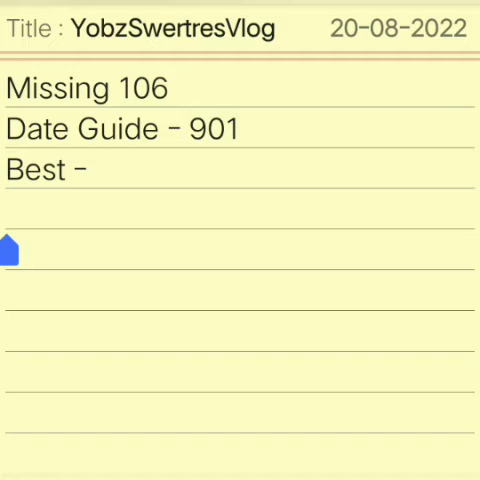 Title : YobzSwertresVlog 20-08-2022
Missing 106
Date Guide - 901
Best -